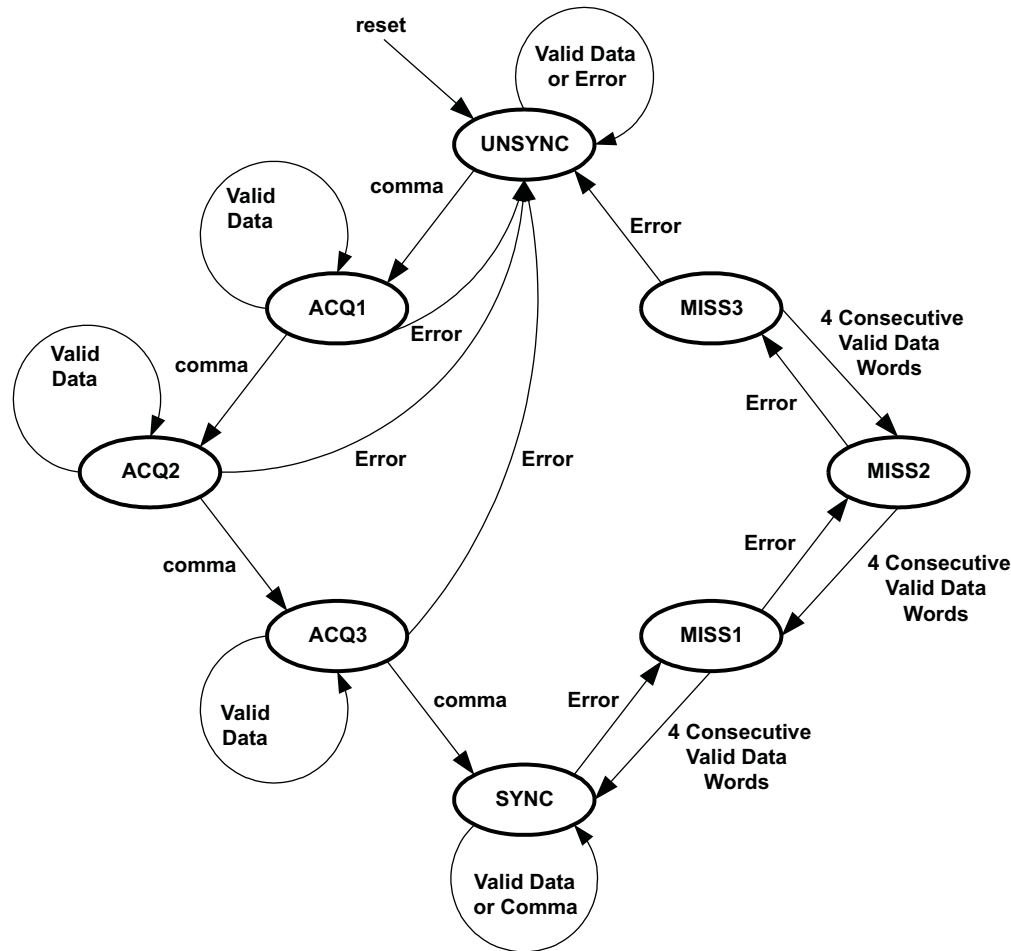 reset
Valid Data
or Error
UNSYNC
comma
Valid
Data
Error
ACQ1
Error
MISS3
4 Consecutive
Valid Data
Words
comma
Valid
Data
Error
ACQ2
Error
Error
MISS2
comma
Error
4 Consecutive
Valid Data
Words
ACQ3
MISS1
Valid
Data
comma
Error
4 Consecutive
Valid Data
Words
SYNC
Valid Data
or Comma